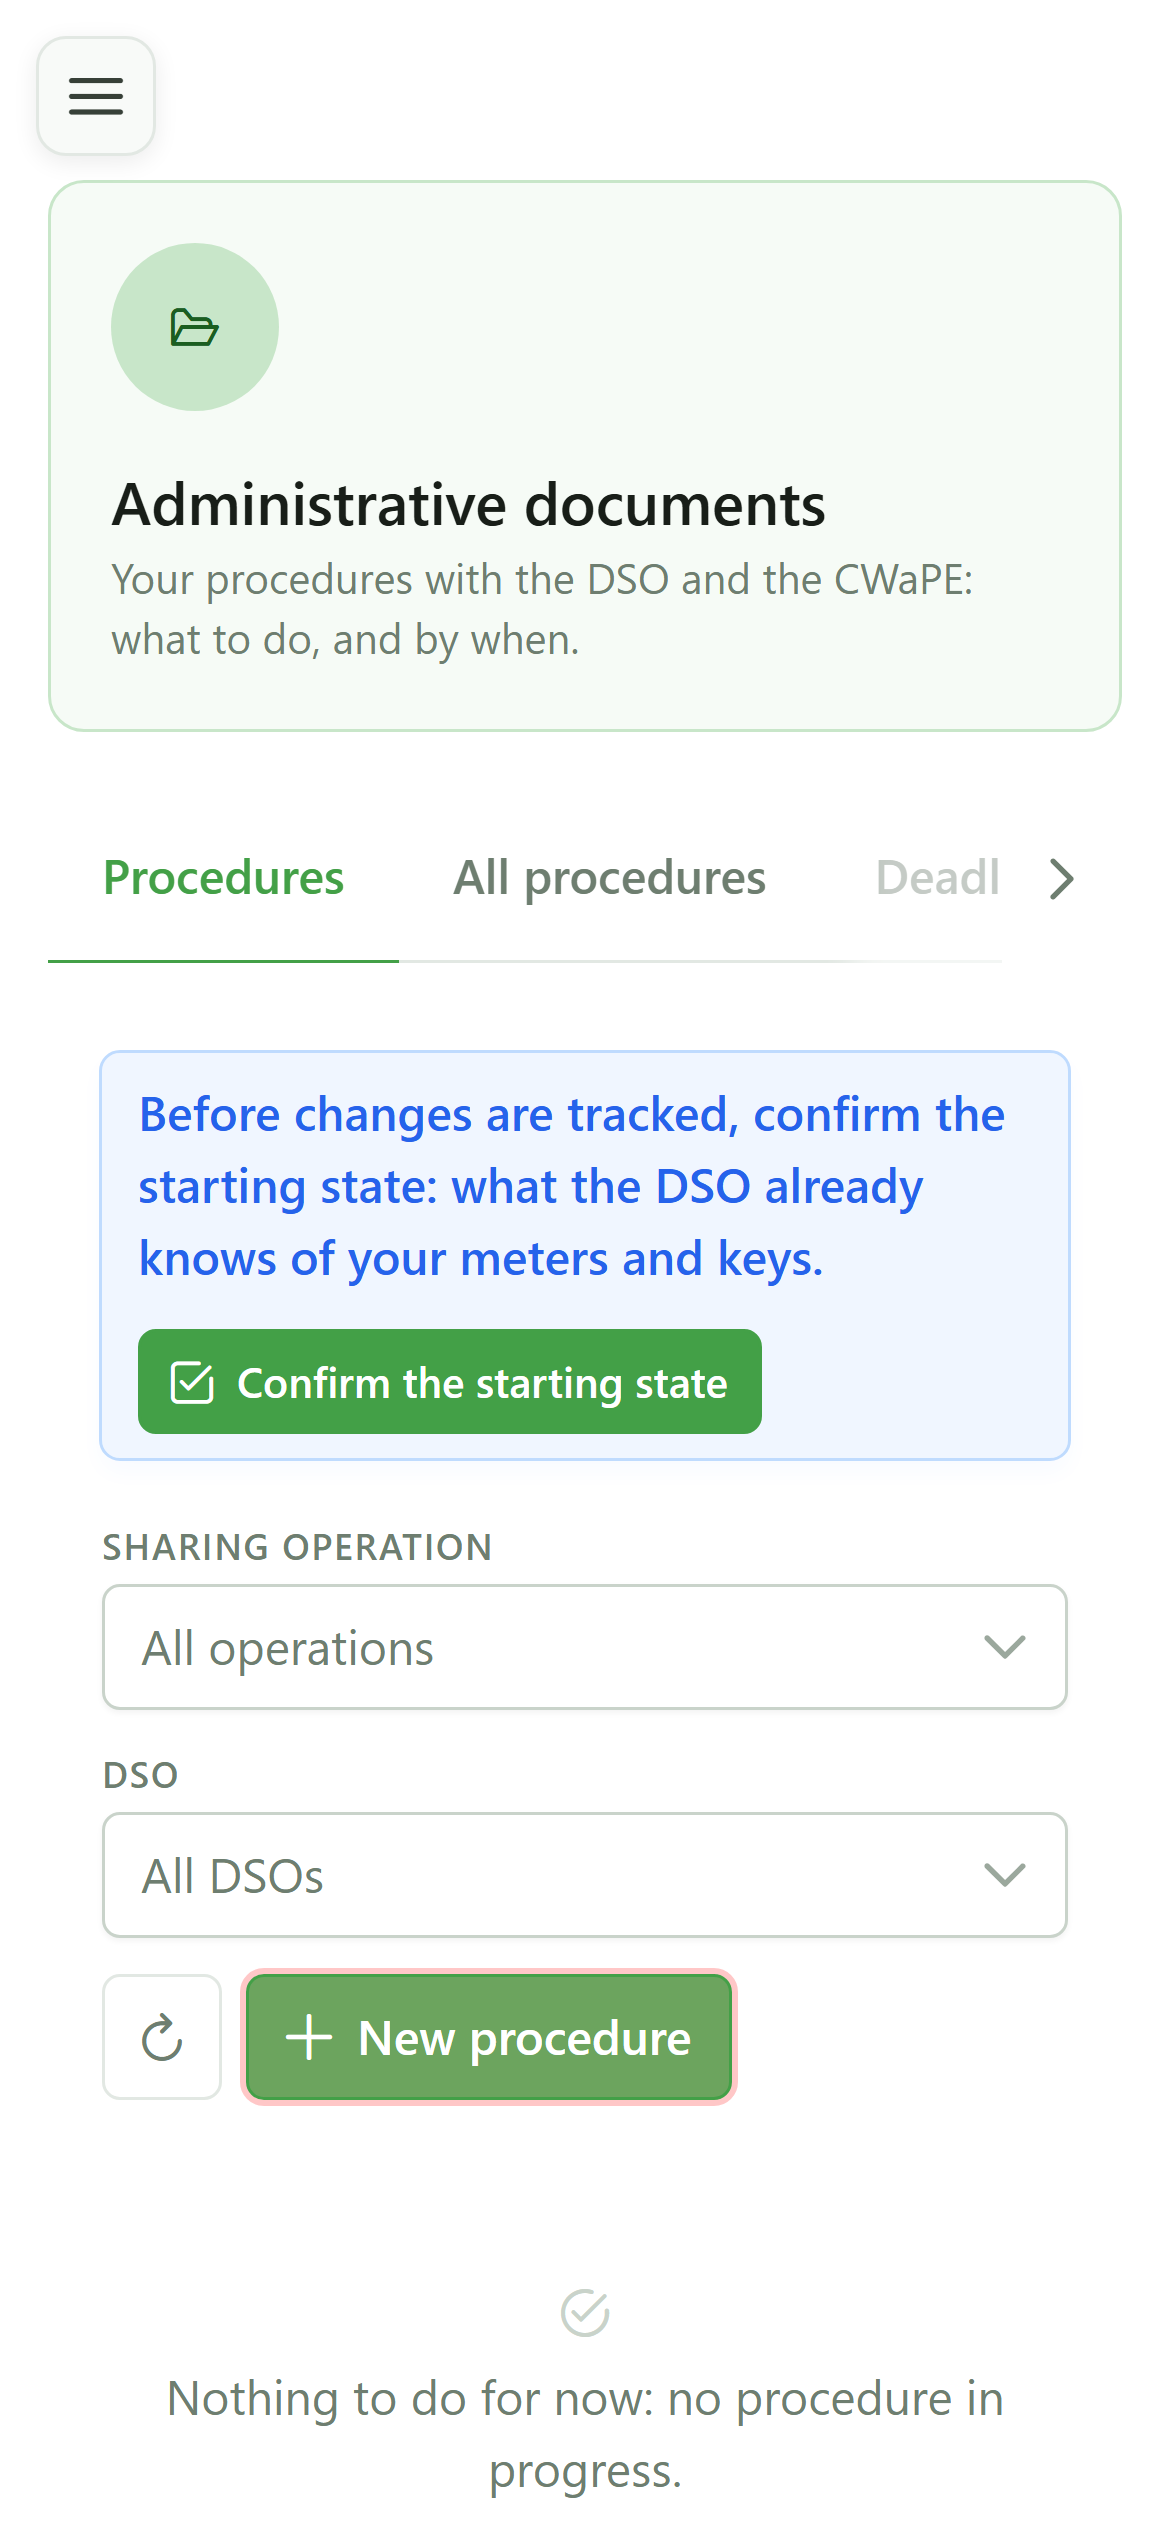 Administrative documents
Your procedures with the DSO and the CWaPE:
what to do, and by when.
Procedures
All procedures
Deadl
Before changes are tracked, confirm the
starting state: what the DSO already
knows of your meters and keys.
Confirm the starting state
SHARING OPERATION
All operations
DSO
All DSOs
New procedure
Nothing to do for now: no procedure in
progress.